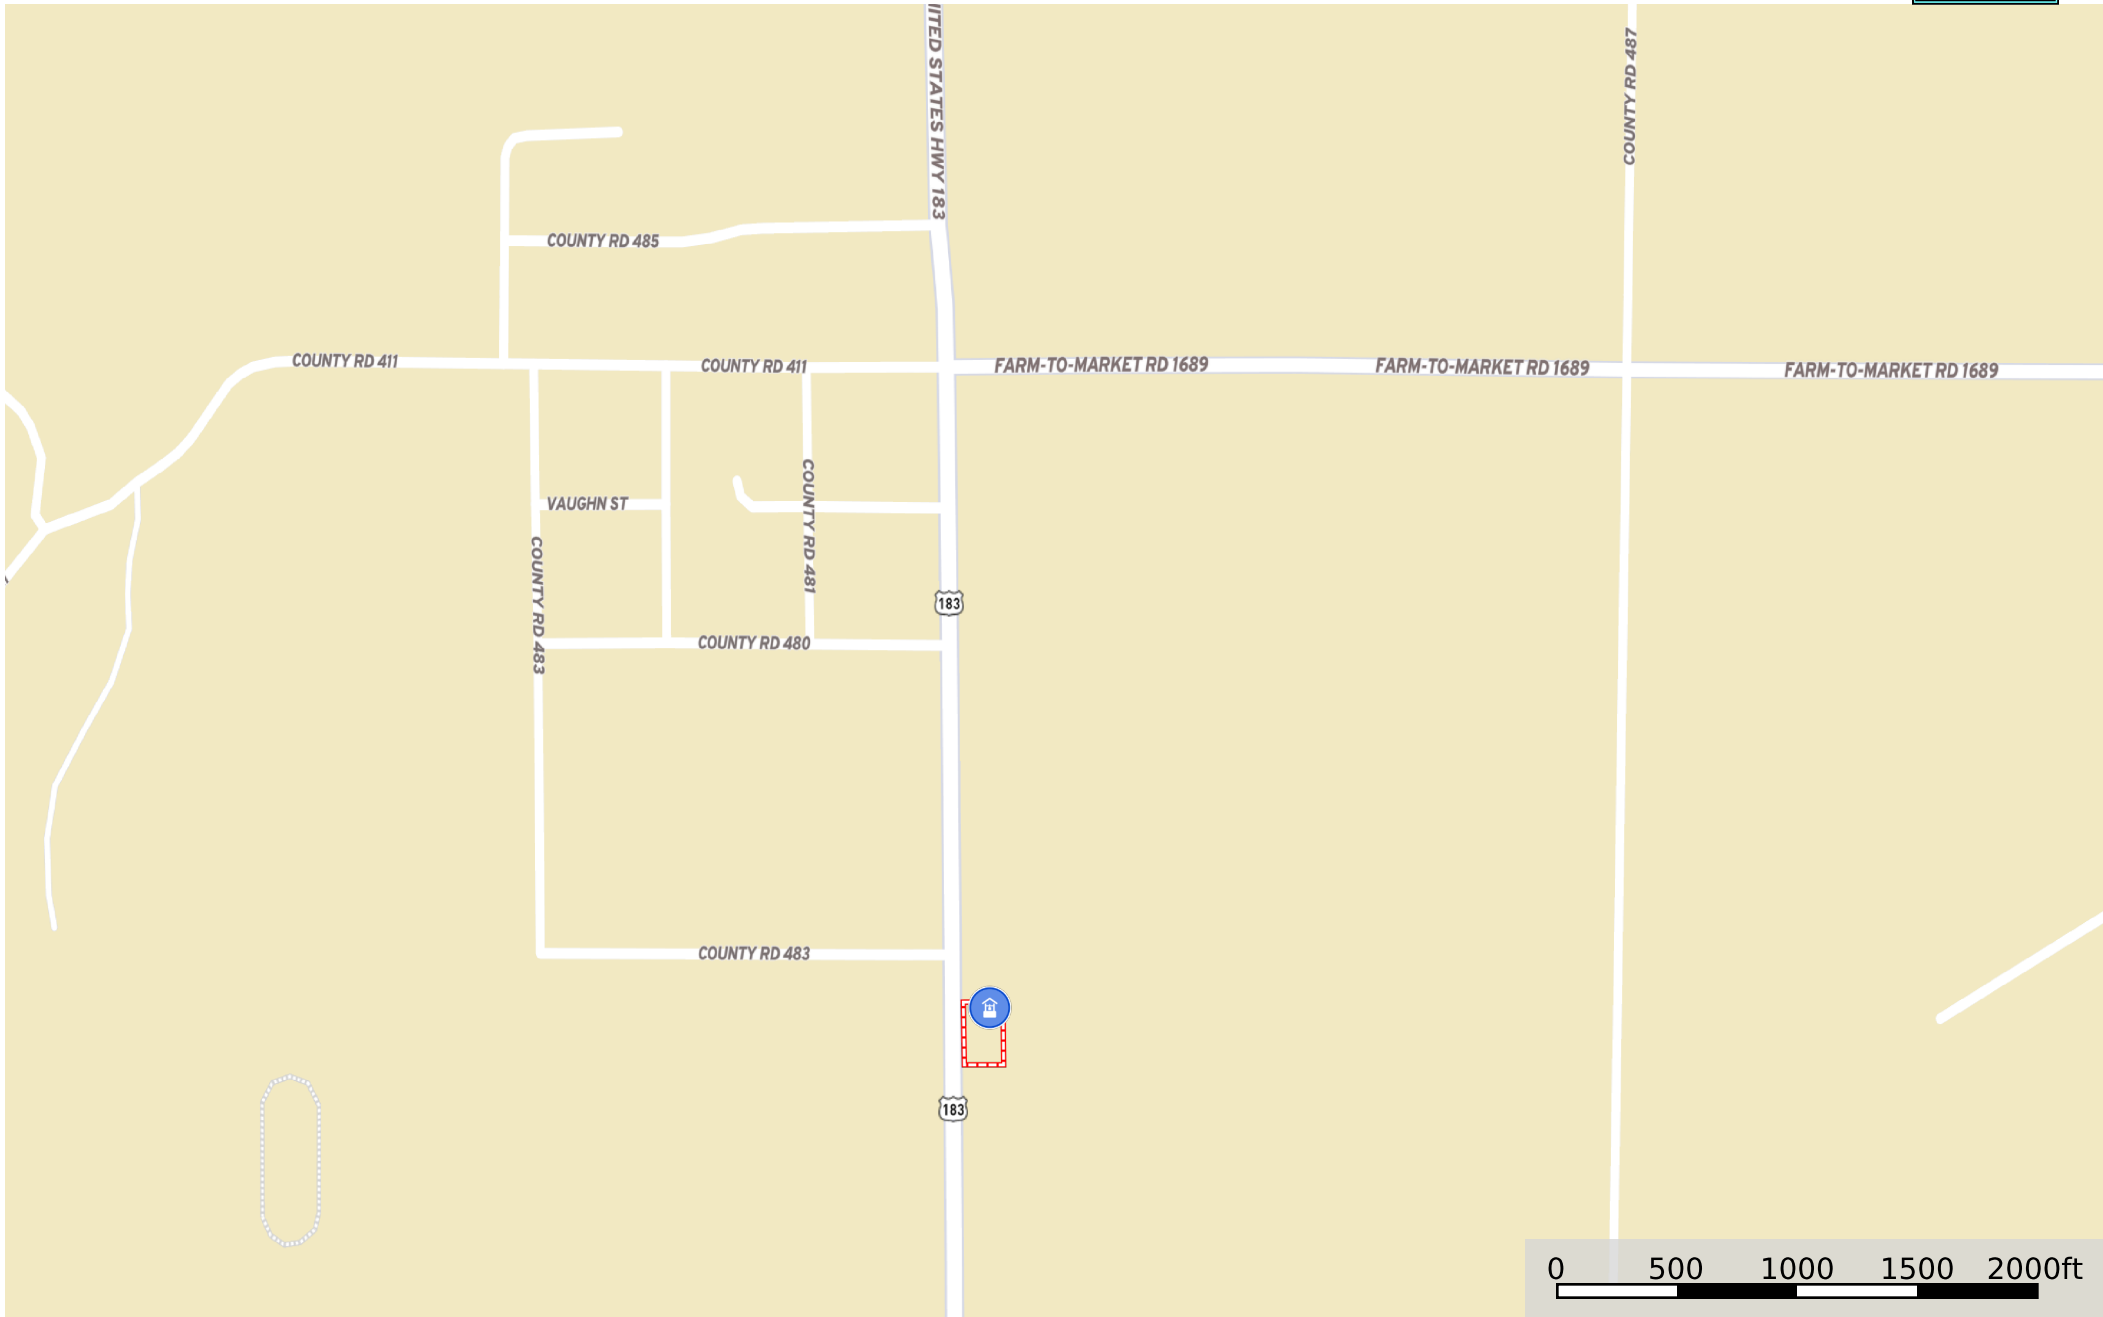 ITED STATES HWY 183
COUNTY RD 487
COUNTY RD 485
COUNTY RD 411
COUNTY RD 411
FARM-TO-MARKET RD 1689
FARM-TO-MARKET RD 1689
FARM-TO-MARKET RD 1689
VAUGHN ST
COUNTY RD 481
COUNTY RD 483
183
COUNTY RD 480
COUNTY RD 483
183
0 500 1000 1500 2000ft